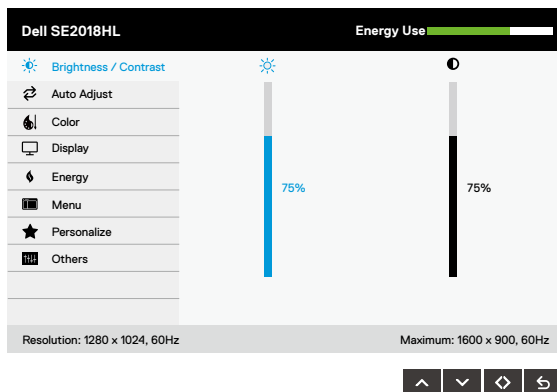 Dell SE2018HL Energy Use
Brightness / Contrast
Auto Adjust
Color
Display
Energy
75% 75%
Menu
Personalize
Others
Resolution: 1280 x 1024, 60Hz Maximum: 1600 x 900, 60Hz